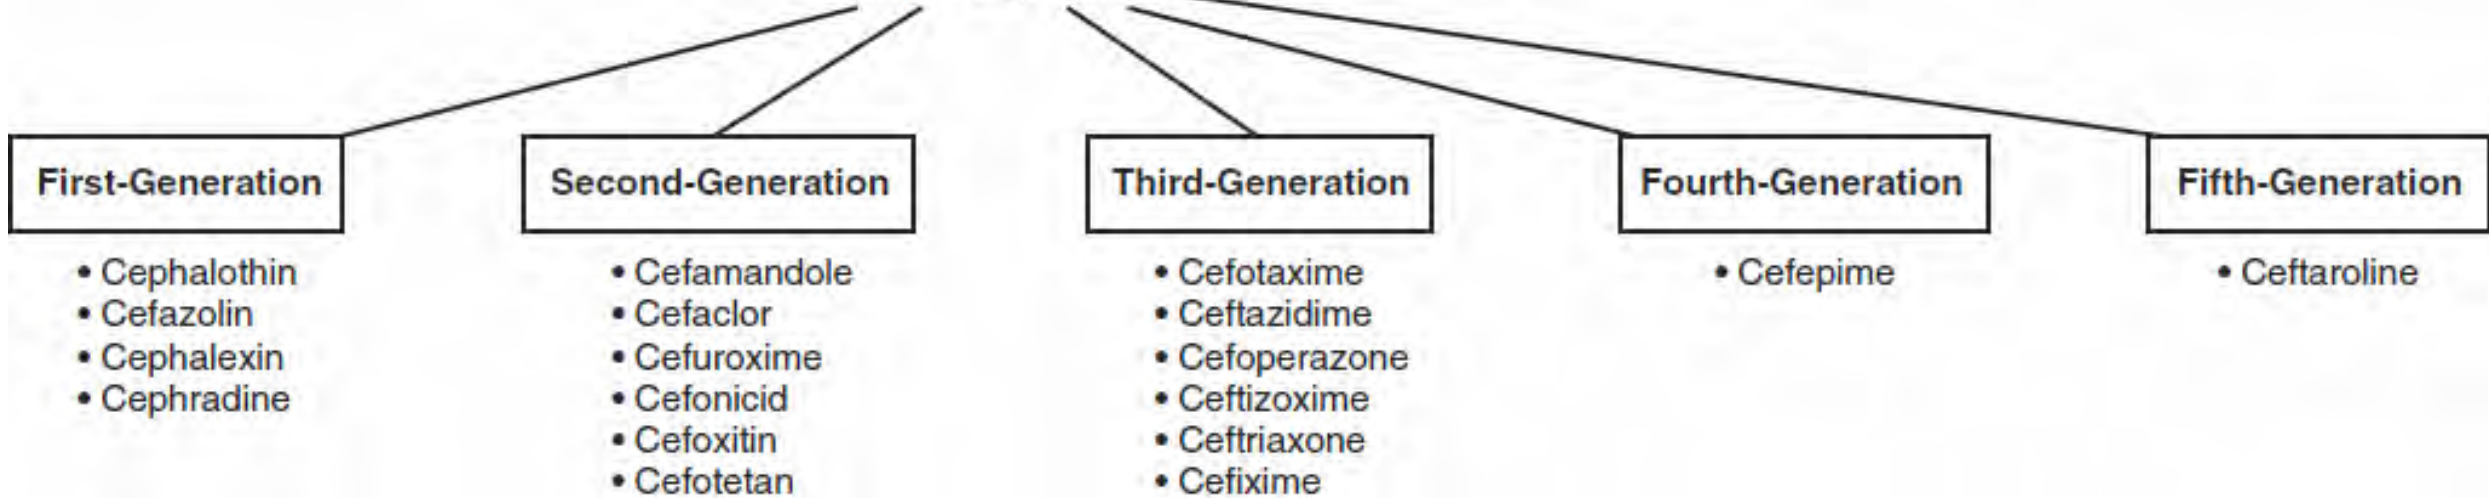 First-Generation
• Cephalothin
• Cefazolin
• Cephalexin
• Cephradine
Second-Generation
• Cefamandole
• Cefaclor
• Cefuroxime
• Cefonicid
• Cefoxitin
• Cefotetan
Third-Generation
• Cefotaxime
• Ceftazidime
• Cefoperazone
• Ceftizoxime
• Ceftriaxone
• Cefixime
Fourth-Generation
• Cefepime
Fifth-Generation
• Ceftaroline